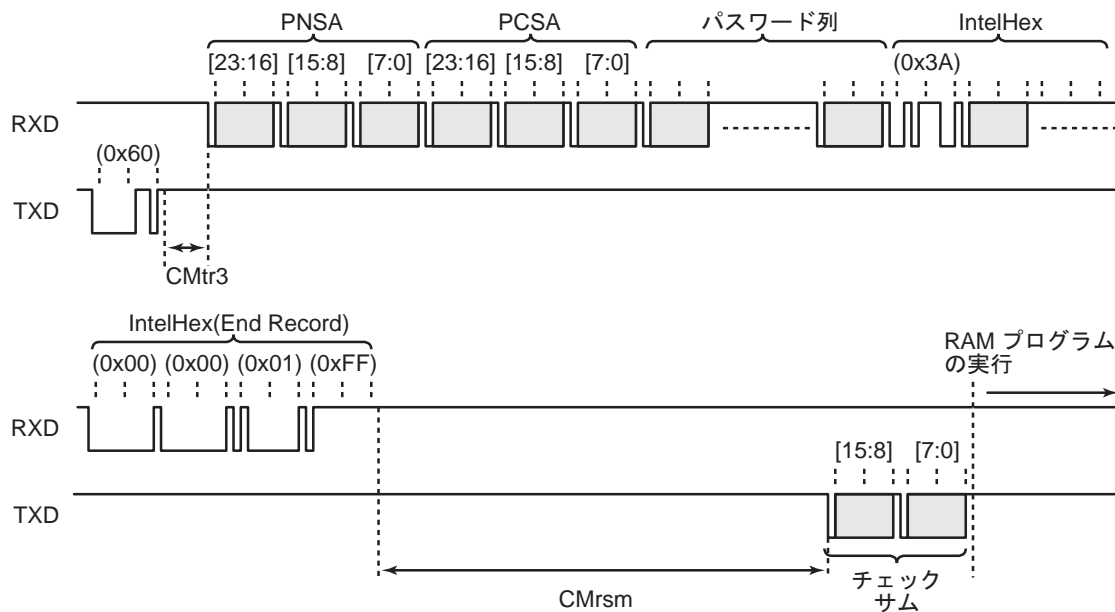 PNSA PCSA パスワード列 IntelHex
[23:16] [15:8] [7:0] [23:16] [15:8] [7:0] (0x3A)
RXD
(0x60)
TXD
CMtr3
IntelHex(End Record)
(0x00) (0x00) (0x01) (0xFF)
RAM プログラム
の実行
RXD
[15:8] [7:0]
TXD
CMrsm
チェック
サム